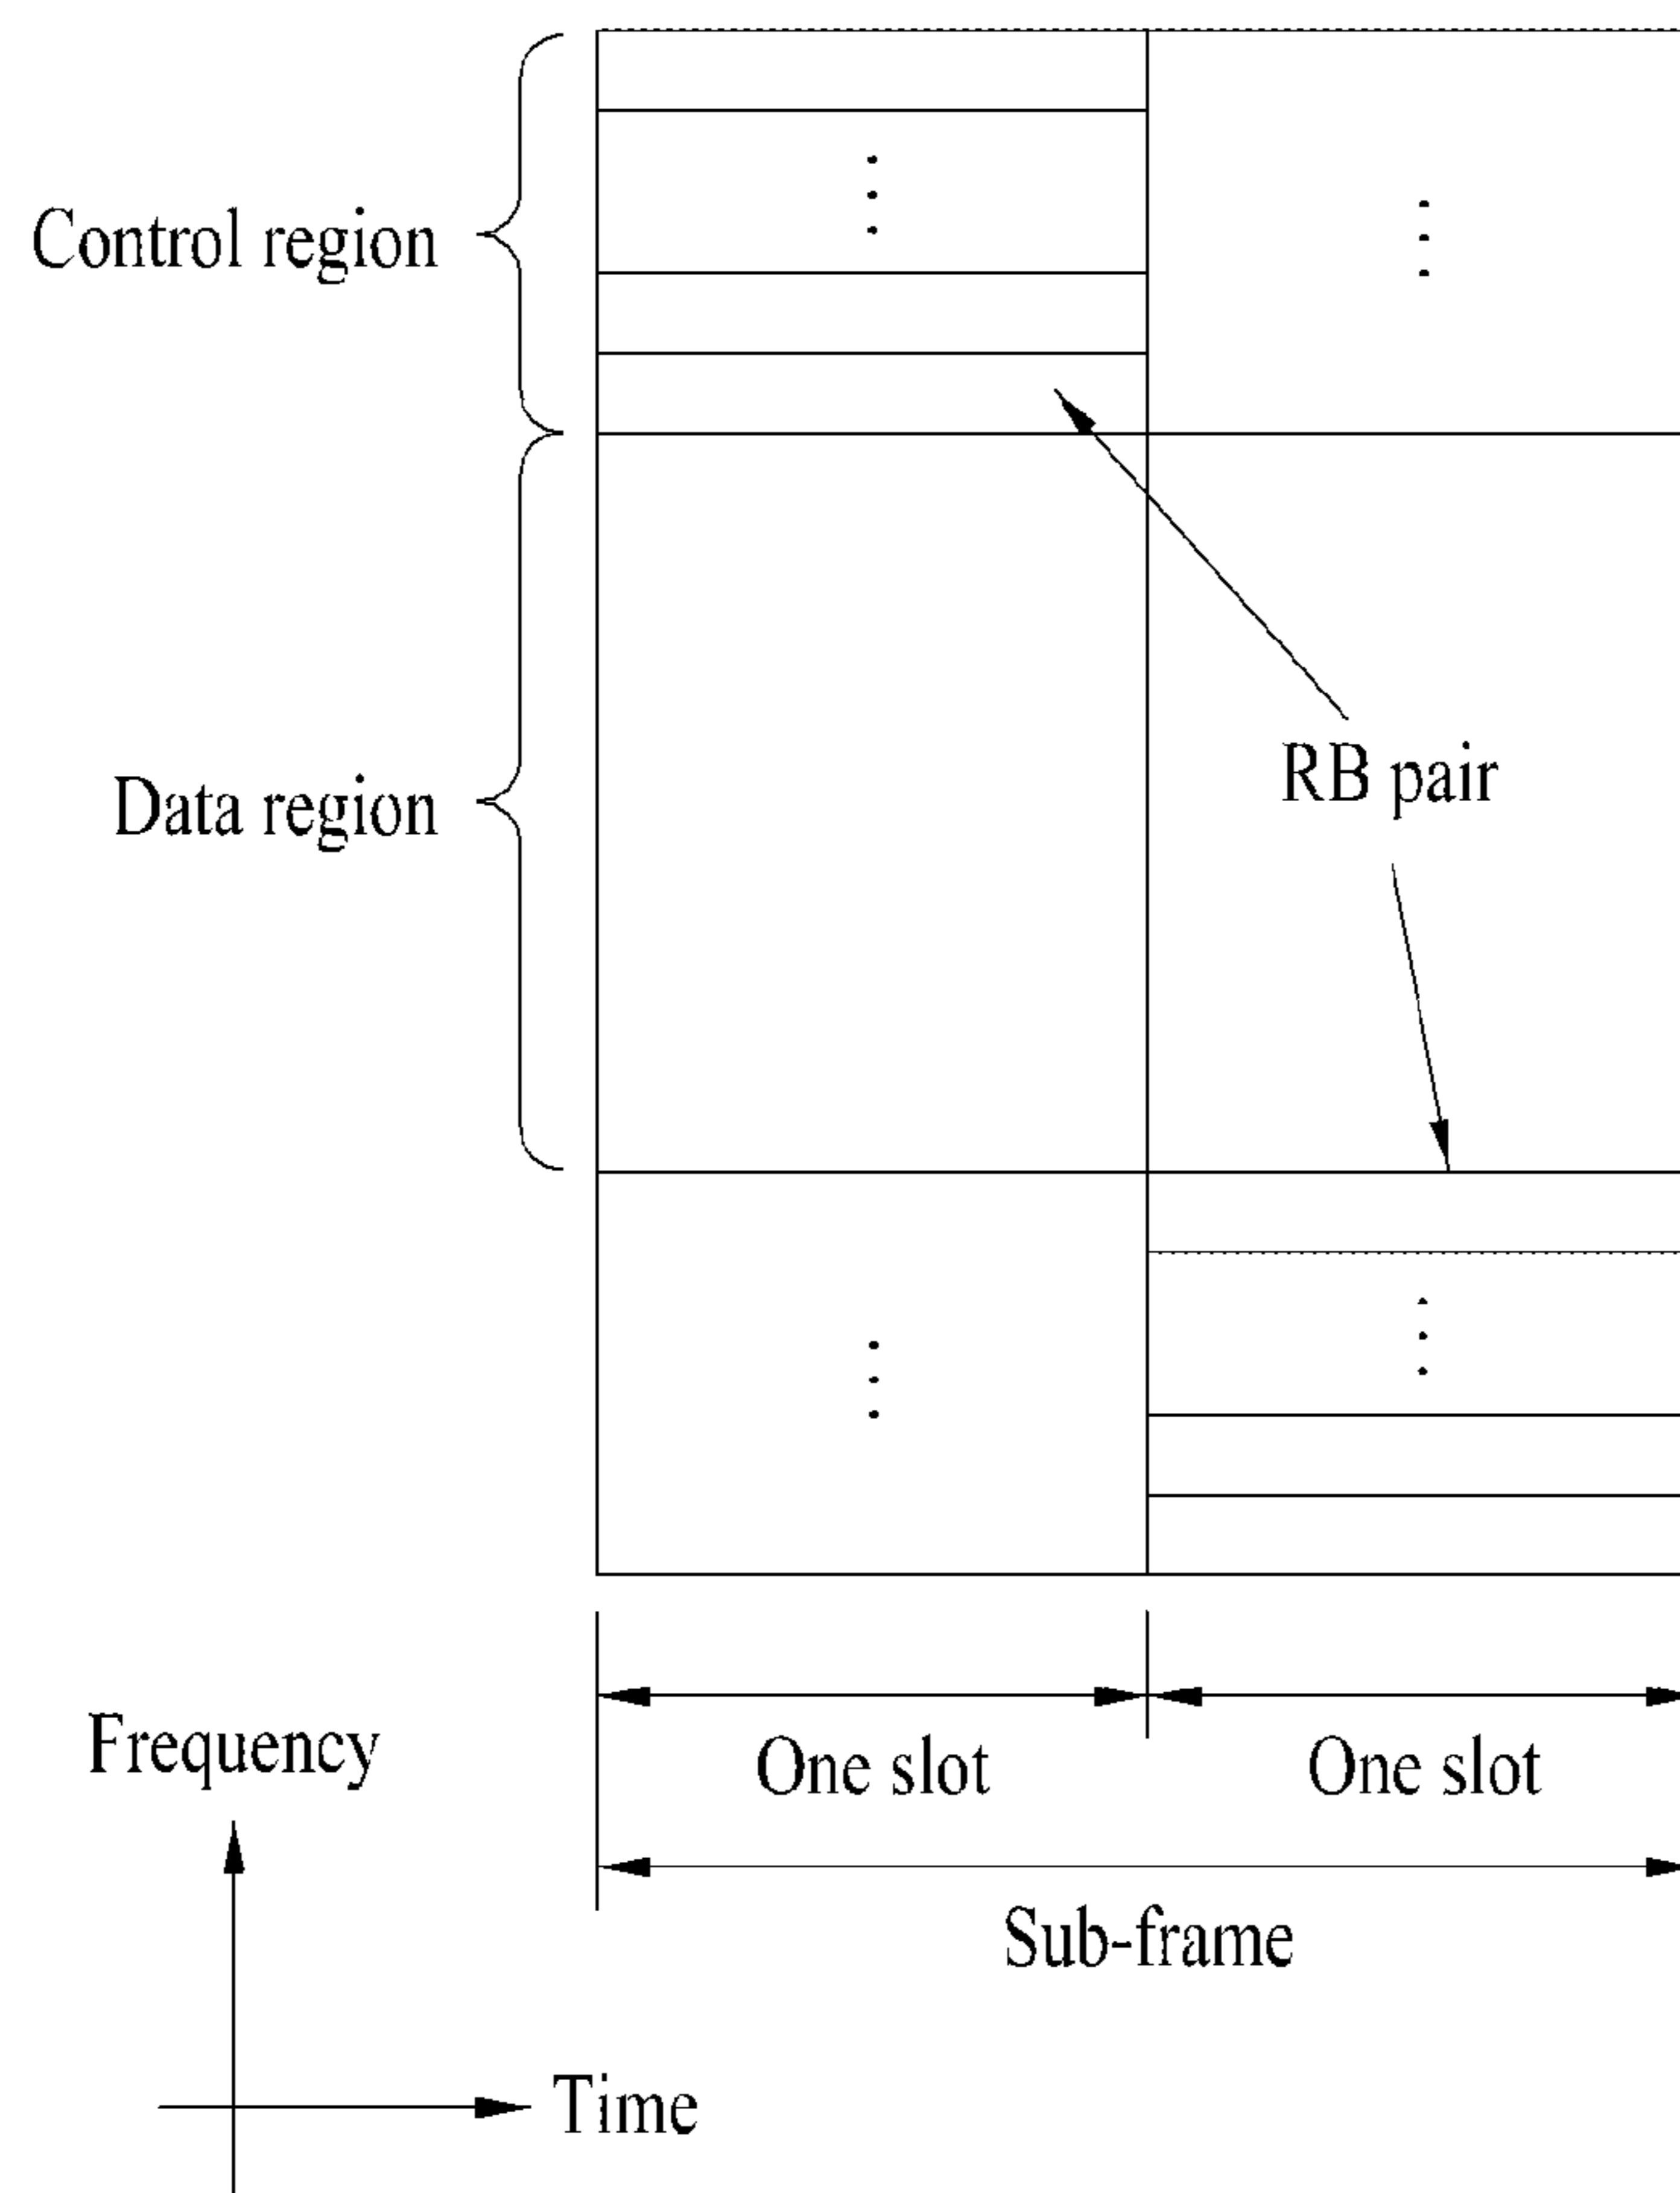 Control region
Data region
RB pair
Frequency
One slot
One slot
Sub-frame
Time